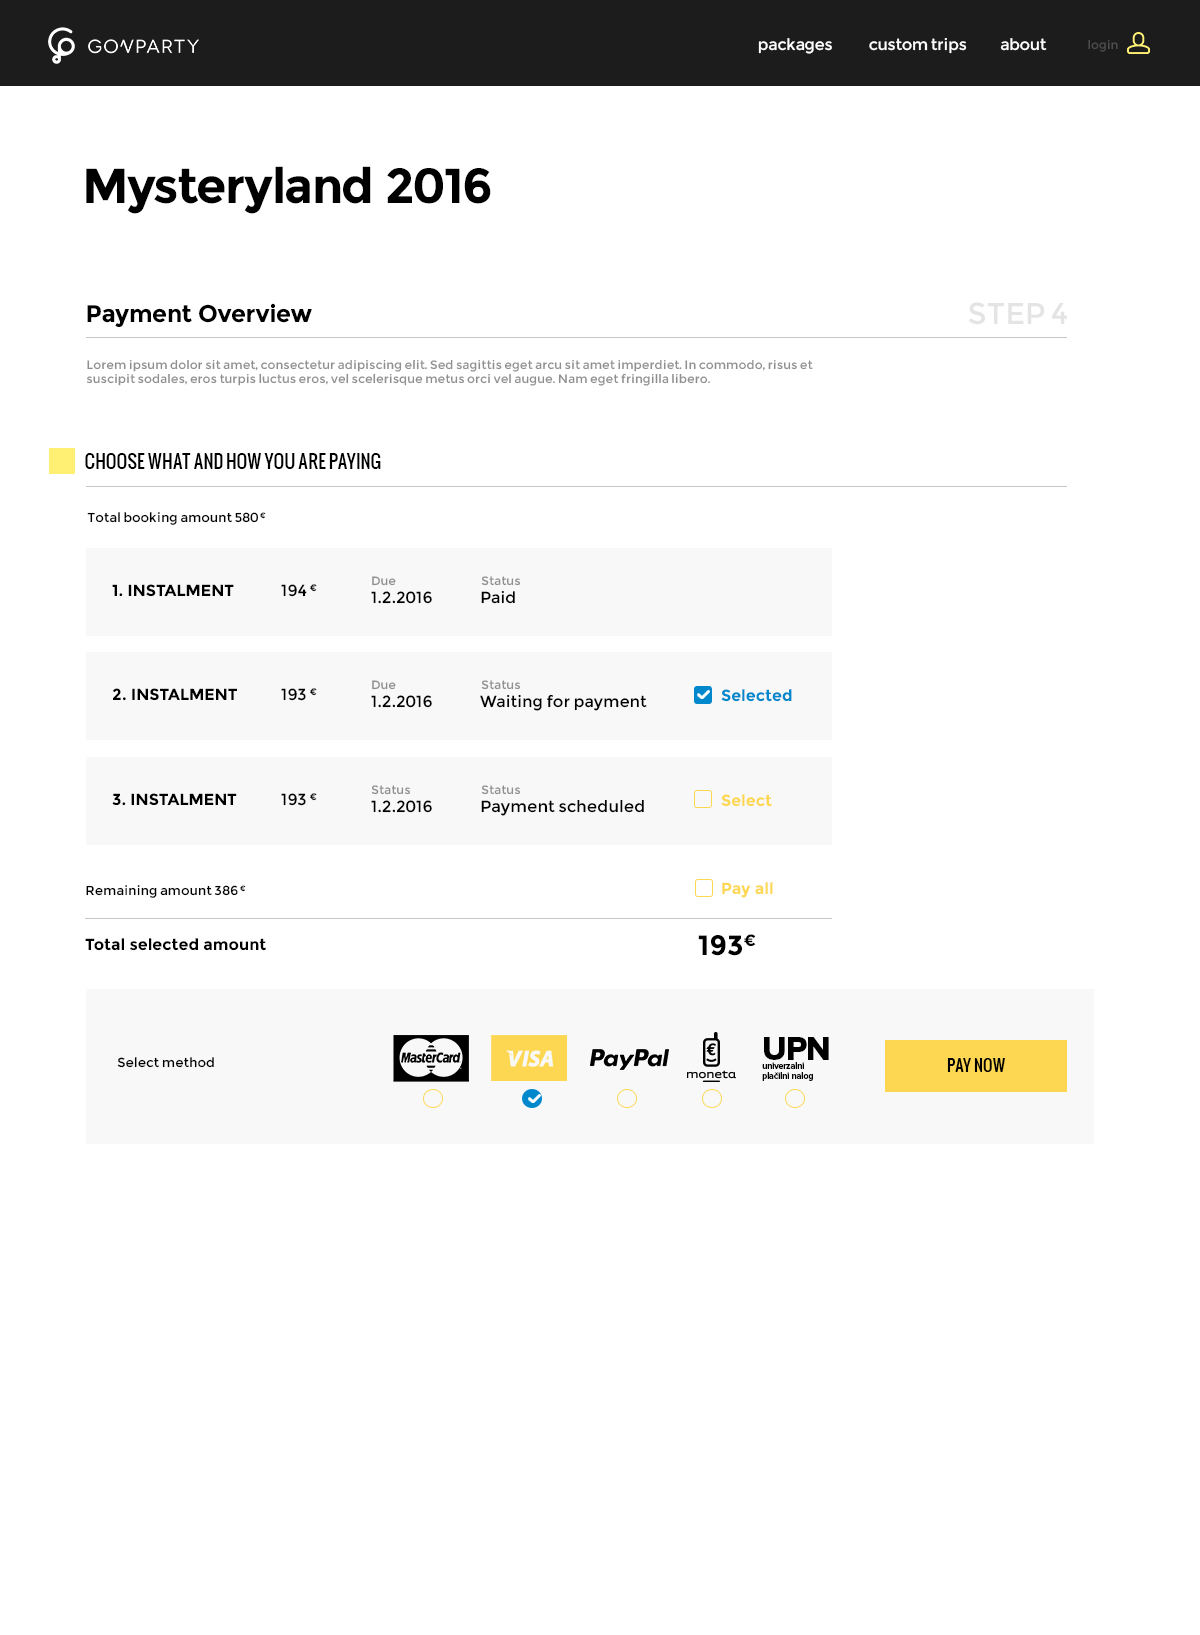 GONPARTY
packages custom trips about login
Mysteryland 2016
Payment Overview STEP 4
Lorem ipsum dolor sit amet, consectetur adipiscing elit. Sed sagittis eget arcu sit amet imperdiet. In commodo, risus et
suscipit sodales, eros turpis luctus eros, vel scelerisque metus orci vel augue. Nam eget fringilla libero.
CHOOSE WHAT AND HOW YOU ARE PAYING
Total booking amount 580€
1. INSTALMENT 194 € Due 1.2.2016 Status Paid
2. INSTALMENT 193 € Due 1.2.2016 Status Waiting for payment Selected
3. INSTALMENT 193 € Status 1.2.2016 Status Payment scheduled Select
Remaining amount 386€ Pay all
Total selected amount 193€
Select method
MasterCard
VISA
PayPal
€
moneta
UPN
univerzalni
plačilni nalog
PAY NOW